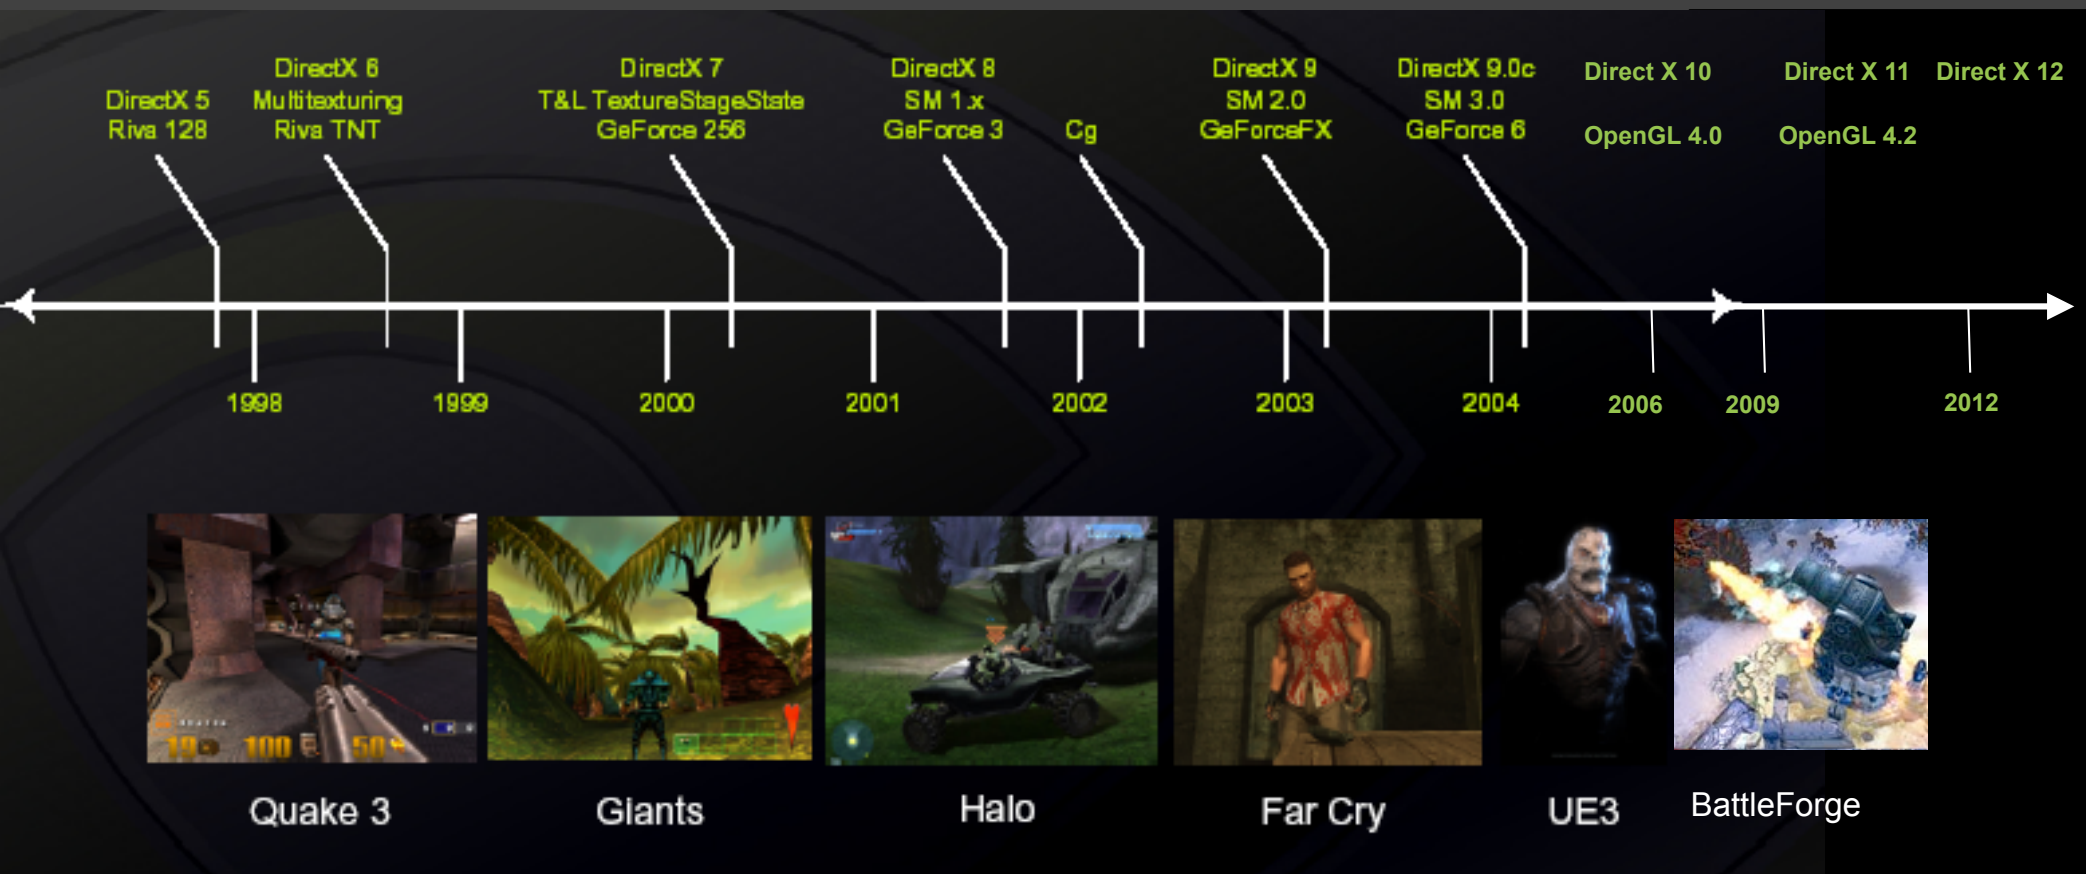 DirectX 5
Riva 128
DirectX 6
Multitexturing
Riva TNT
DirectX 7
T&L TextureStageState
GeForce 256
DirectX 8
SM 1.x
GeForce 3
Cg
DirectX 9
SM 2.0
GeForceFX
DirectX 9.0c
SM 3.0
GeForce 6
Direct X 10
OpenGL 4.0
Direct X 11
OpenGL 4.2
Direct X 12
1998
1999
2000
2001
2002
2003
2004
2006
2009
2012
19
100
50
Quake 3
Giants
Halo
Far Cry
UE3
BattleForge